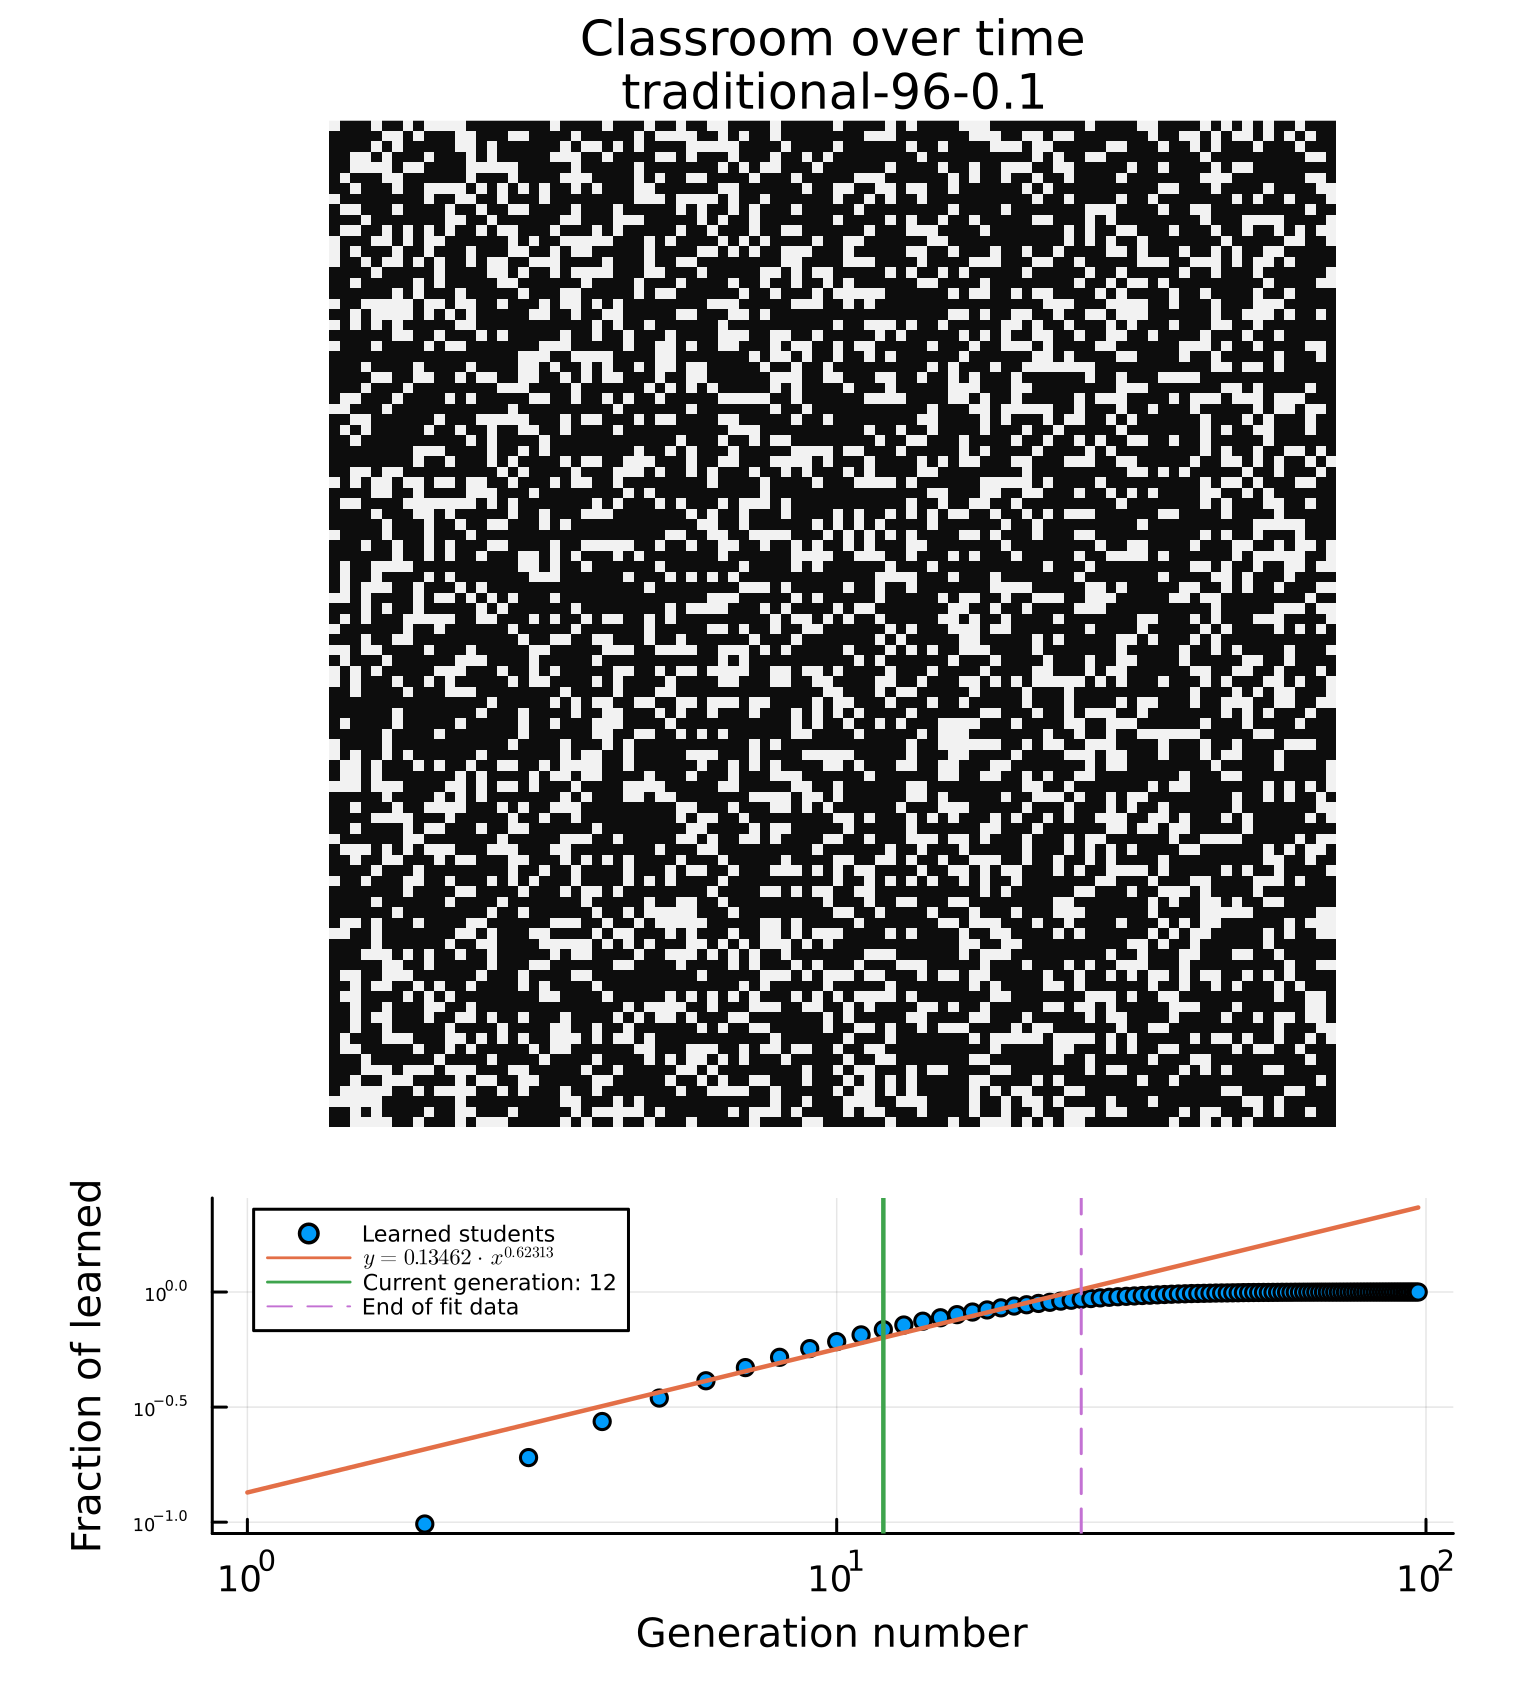 Classroom over time
traditional-96-0.1
Fraction of learned
Learned students
y = 0.13462 · x^0.62313
Current generation: 12
End of fit data
10^0.0
10^−0.5
10^−1.0
10^0
10^1
10^2
Generation number